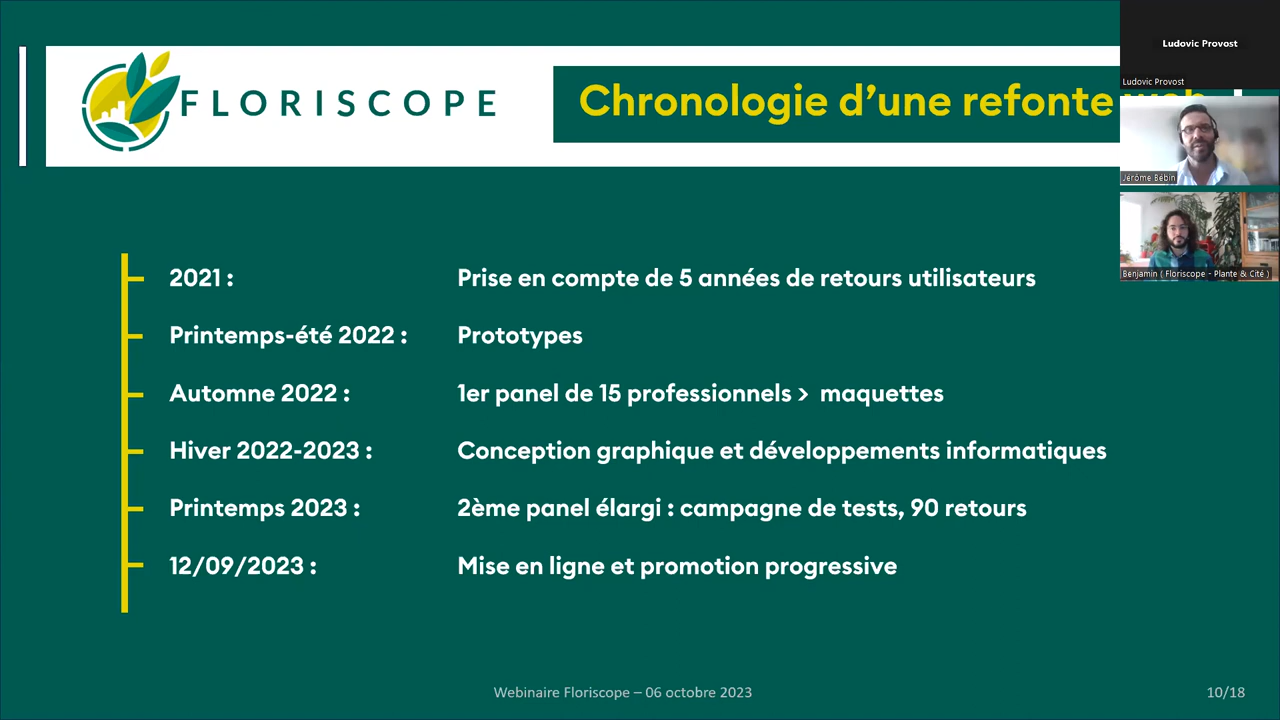 FLORISCOPE
Chronologie d’une refonte web
Ludovic Provost
Ludovic Provost
Jérôme Bébin
Benjamin ( Floriscope - Plante & Cité )
2021 : Prise en compte de 5 années de retours utilisateurs
Printemps-été 2022 : Prototypes
Automne 2022 : 1er panel de 15 professionnels > maquettes
Hiver 2022-2023 : Conception graphique et développements informatiques
Printemps 2023 : 2ème panel élargi : campagne de tests, 90 retours
12/09/2023 : Mise en ligne et promotion progressive
Webinaire Floriscope – 06 octobre 2023
10/18